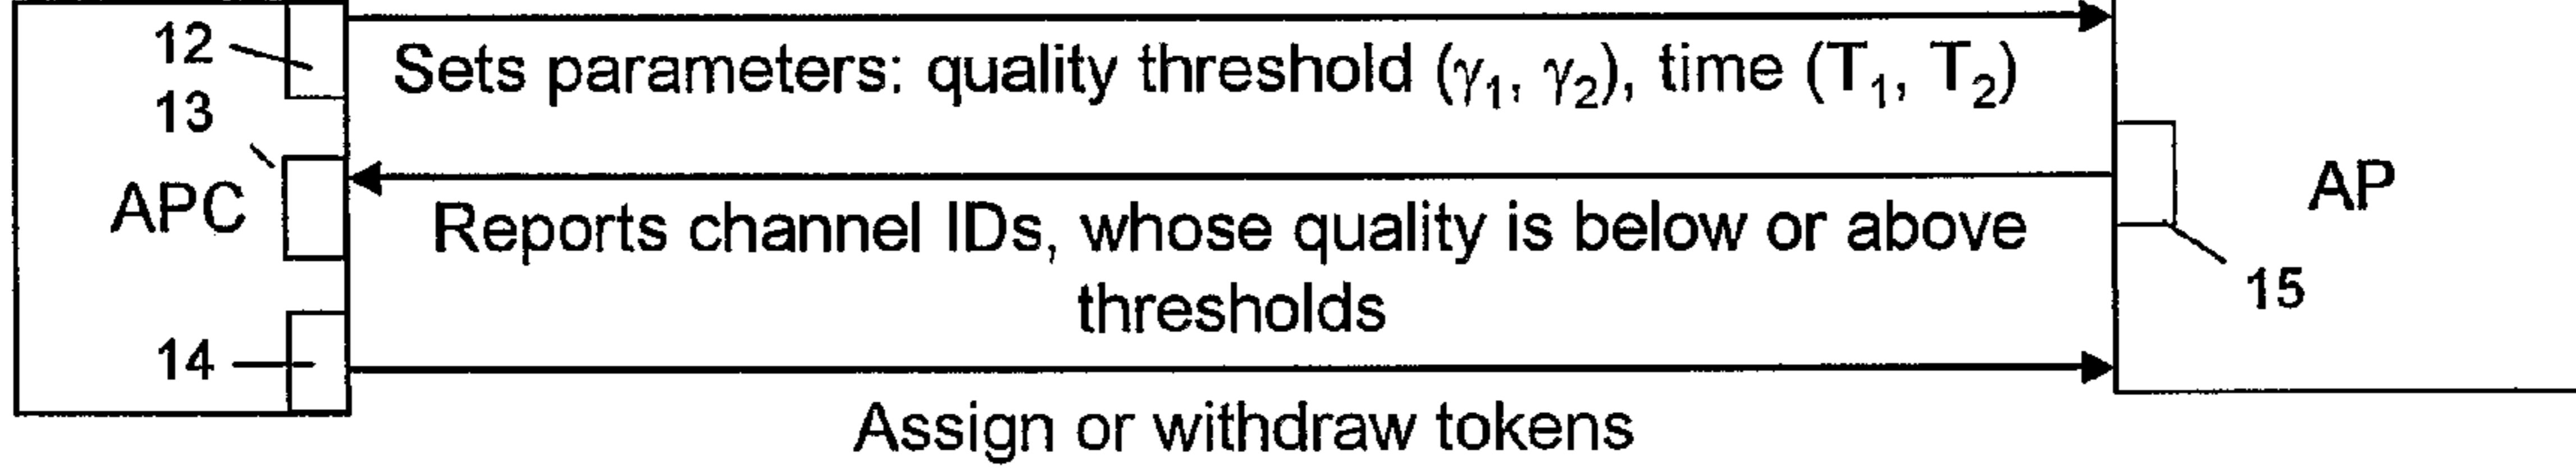 12
Sets parameters: quality threshold (γ₁, γ₂), time (T₁, T₂)
13
APC
AP
Reports channel IDs, whose quality is below or above
thresholds
15
14
Assign or withdraw tokens